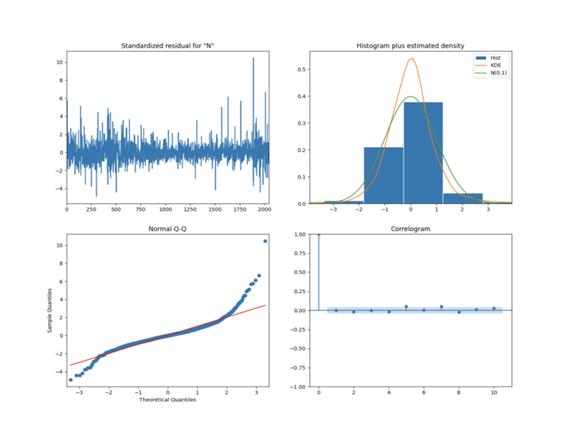 Standardized residual for "N"
10
8
6
4
2
0
−2
−4
0 250 500 750 1000 1250 1500 1750 2000
Histogram plus estimated density
Hist
KDE
N(0,1)
0.5
0.4
0.3
0.2
0.1
0.0
−3 −2 −1 0 1 2 3
Normal Q-Q
Sample Quantiles
10
8
6
4
2
0
−2
−4
−3 −2 −1 0 1 2 3
Theoretical Quantiles
Correlogram
1.00
0.75
0.50
0.25
0.00
−0.25
−0.50
−0.75
−1.00
0 2 4 6 8 10